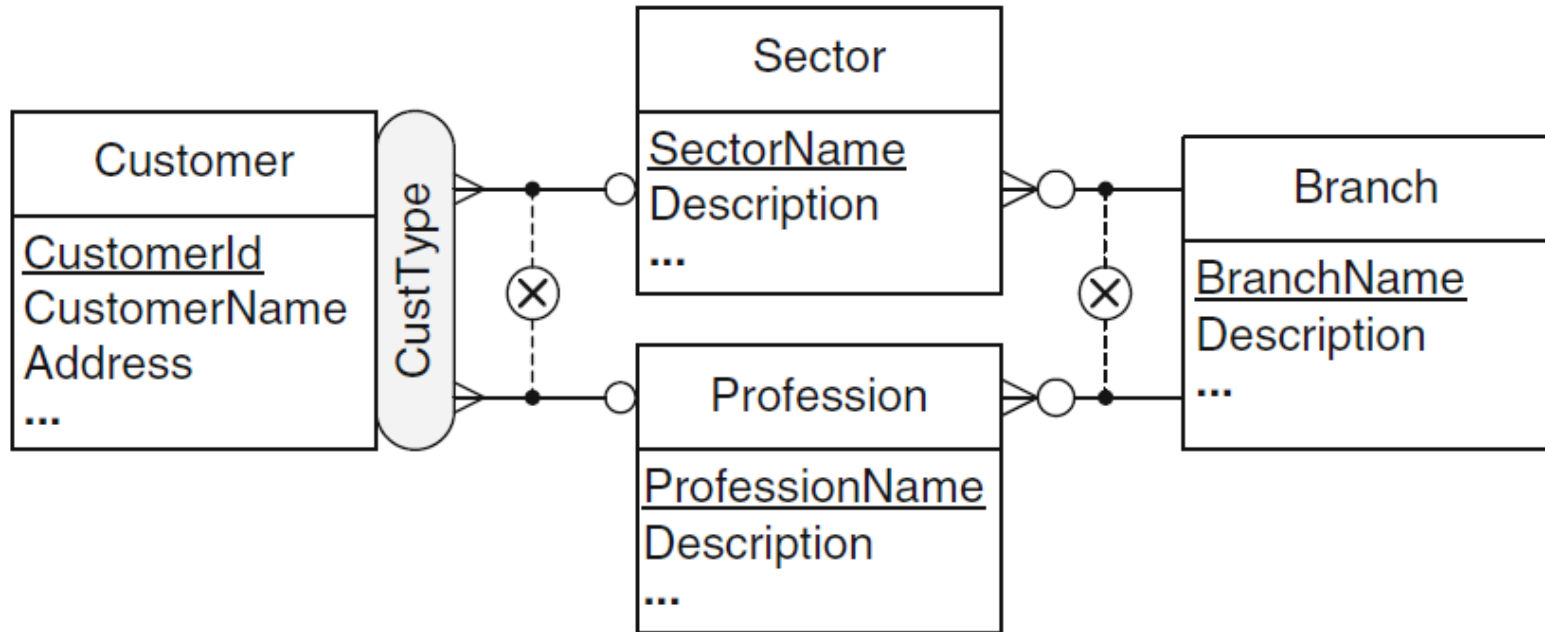 Customer
CustomerId
CustomerName
Address
...
CustType
Sector
SectorName
Description
...
Profession
ProfessionName
Description
...
Branch
BranchName
Description
...